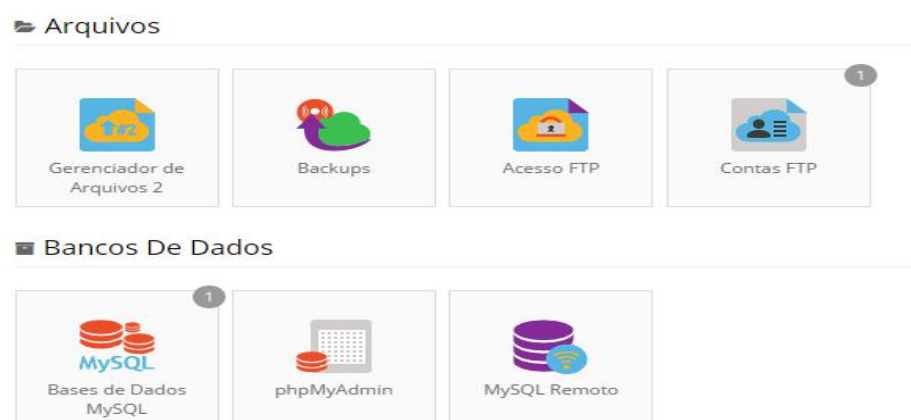 Arquivos
1
#2
Gerenciador de
Arquivos 2
Backups
Acesso FTP
Contas FTP
Bancos De Dados
1
MySQL
Bases de Dados
MySQL
phpMyAdmin
MySQL Remoto